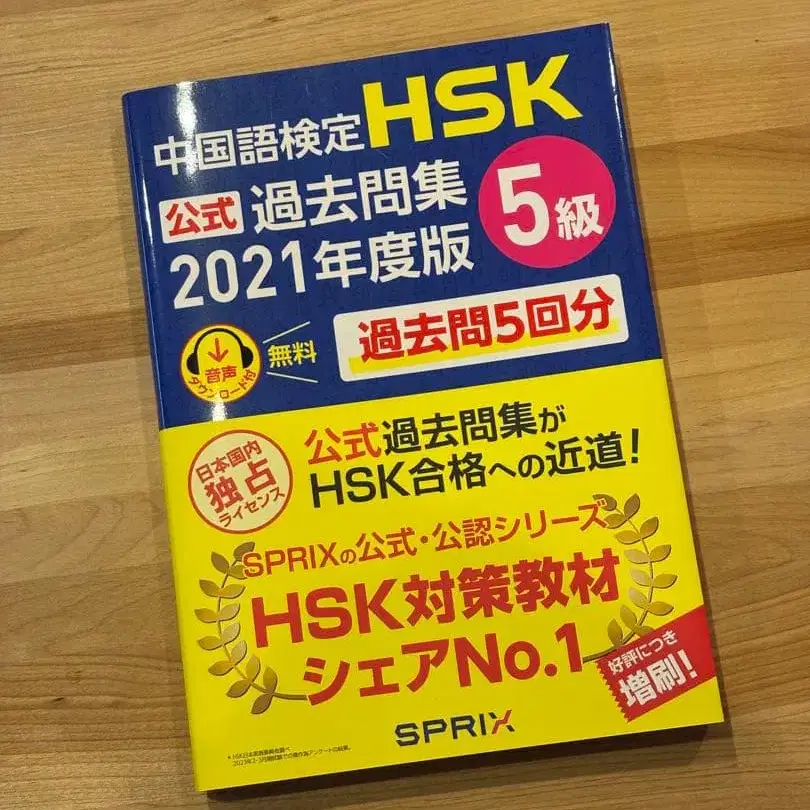 中国語検定HSK
公式 過去問集
2021年度版
5級
音声
ダウンロード付
無料
過去問5回分
日本国内
独占
ライセンス
公式過去問集が
HSK合格への近道!
SPRIXの公式・公認シリーズ
HSK対策教材
シェアNo.1
好評につき
増刷!
SPRIX